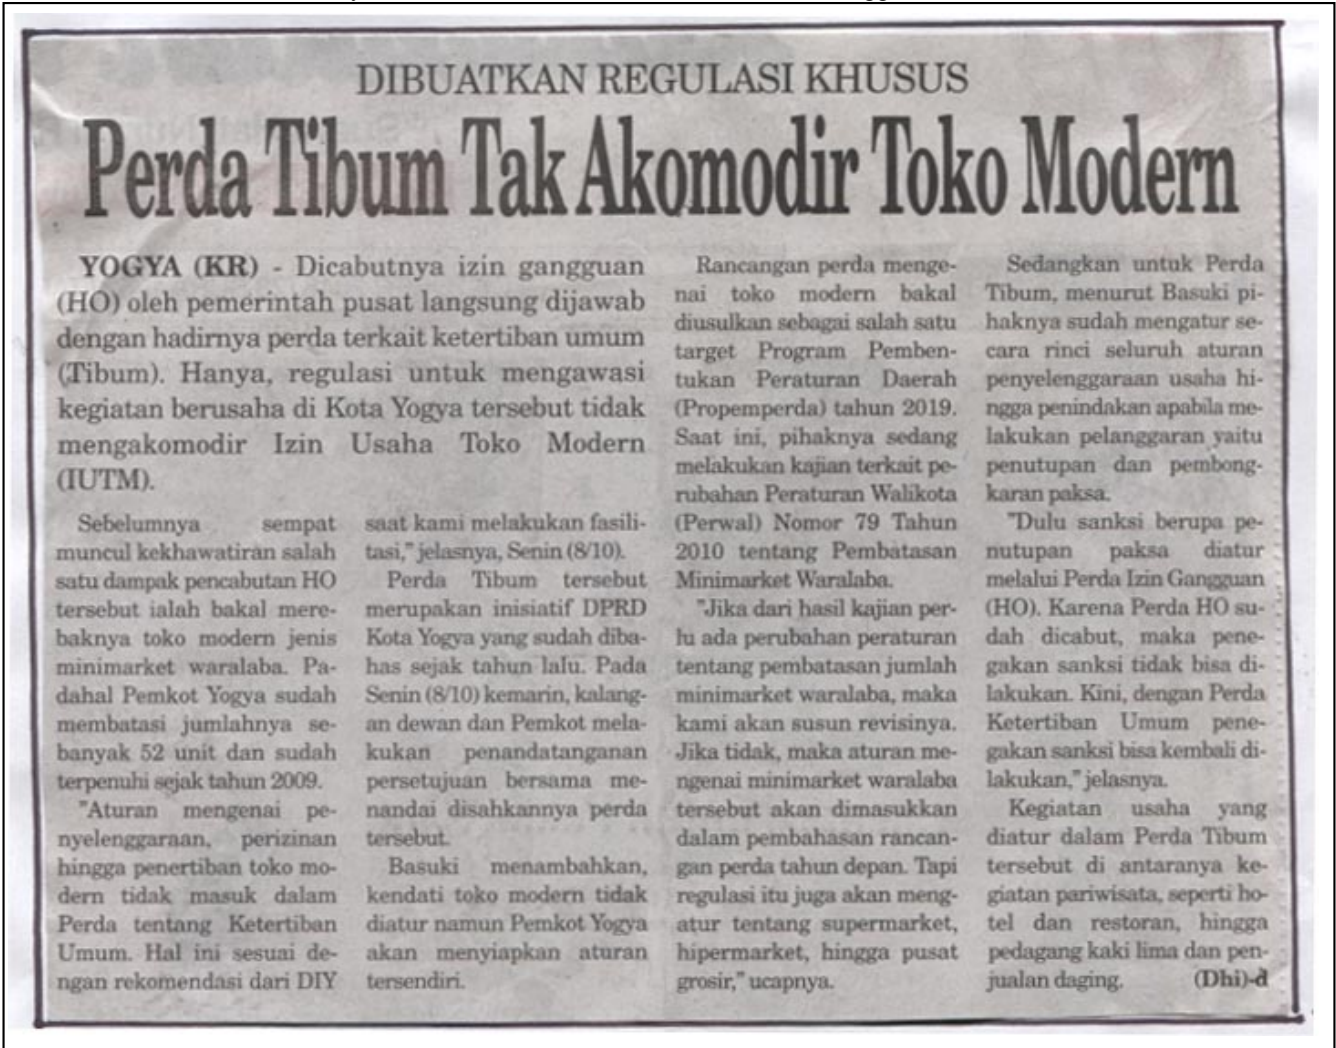 DIBUATKAN REGULASI KHUSUS
Perda Tibum Tak Akomodir Toko Modern
YOGYA (KR) - Dicabutnya izin gangguan
(HO) oleh pemerintah pusat langsung dijawab
dengan hadirnya perda terkait ketertiban umum
(Tibum). Hanya, regulasi untuk mengawasi
kegiatan berusaha di Kota Yogya tersebut tidak
mengakomodir Izin Usaha Toko Modern
(IUTM).
Sebelumnya sempat
muncul kekhawatiran salah
satu dampak pencabutan HO
tersebut ialah bakal mere-
baknya toko modern jenis
minimarket waralaba. Pa-
dahal Pemkot Yogya sudah
membatasi jumlahnya se-
banyak 52 unit dan sudah
terpenuhi sejak tahun 2009.
"Aturan mengenai pe-
nyelenggaraan, perizinan
hingga penertiban toko mo-
dern tidak masuk dalam
Perda tentang Ketertiban
Umum. Hal ini sesuai de-
ngan rekomendasi dari DIY
saat kami melakukan fasili-
tasi," jelasnya, Senin (8/10).
Perda Tibum tersebut
merupakan inisiatif DPRD
Kota Yogya yang sudah diba-
has sejak tahun lalu. Pada
Senin (8/10) kemarin, kalang-
an dewan dan Pemkot mela-
kukan penandatanganan
persetujuan bersama me-
nandai disahkannya perda
tersebut.
Basuki menambahkan,
kendati toko modern tidak
diatur namun Pemkot Yogya
akan menyiapkan aturan
tersendiri.
Rancangan perda menge-
nai toko modern bakal
diusulkan sebagai salah satu
target Program Pemben-
tukan Peraturan Daerah
(Propemperda) tahun 2019.
Saat ini, pihaknya sedang
melakukan kajian terkait pe-
rubahan Peraturan Walikota
(Perwal) Nomor 79 Tahun
2010 tentang Pembatasan
Minimarket Waralaba.
"Jika dari hasil kajian per-
lu ada perubahan peraturan
tentang pembatasan jumlah
minimarket waralaba, maka
kami akan susun revisinya.
Jika tidak, maka aturan me-
ngenai minimarket waralaba
tersebut akan dimasukkan
dalam pembahasan rancan-
gan perda tahun depan. Tapi
regulasi itu juga akan meng-
atur tentang supermarket,
hipermarket, hingga pusat
grosir," ucapnya.
Sedangkan untuk Perda
Tibum, menurut Basuki pi-
haknya sudah mengatur se-
cara rinci seluruh aturan
penyelenggaraan usaha hi-
ngga penindakan apabila me-
lakukan pelanggaran yaitu
penutupan dan pembong-
karan paksa.
"Dulu sanksi berupa pe-
nutupan paksa diatur
melalui Perda Izin Gangguan
(HO). Karena Perda HO su-
dah dicabut, maka pene-
gakan sanksi tidak bisa di-
lakukan. Kini, dengan Perda
Ketertiban Umum pene-
gakan sanksi bisa kembali di-
lakukan," jelasnya.
Kegiatan usaha yang
diatur dalam Perda Tibum
tersebut di antaranya ke-
giatan pariwisata, seperti ho-
tel dan restoran, hingga
pedagang kaki lima dan pen-
jualan daging. (Dhi)-d